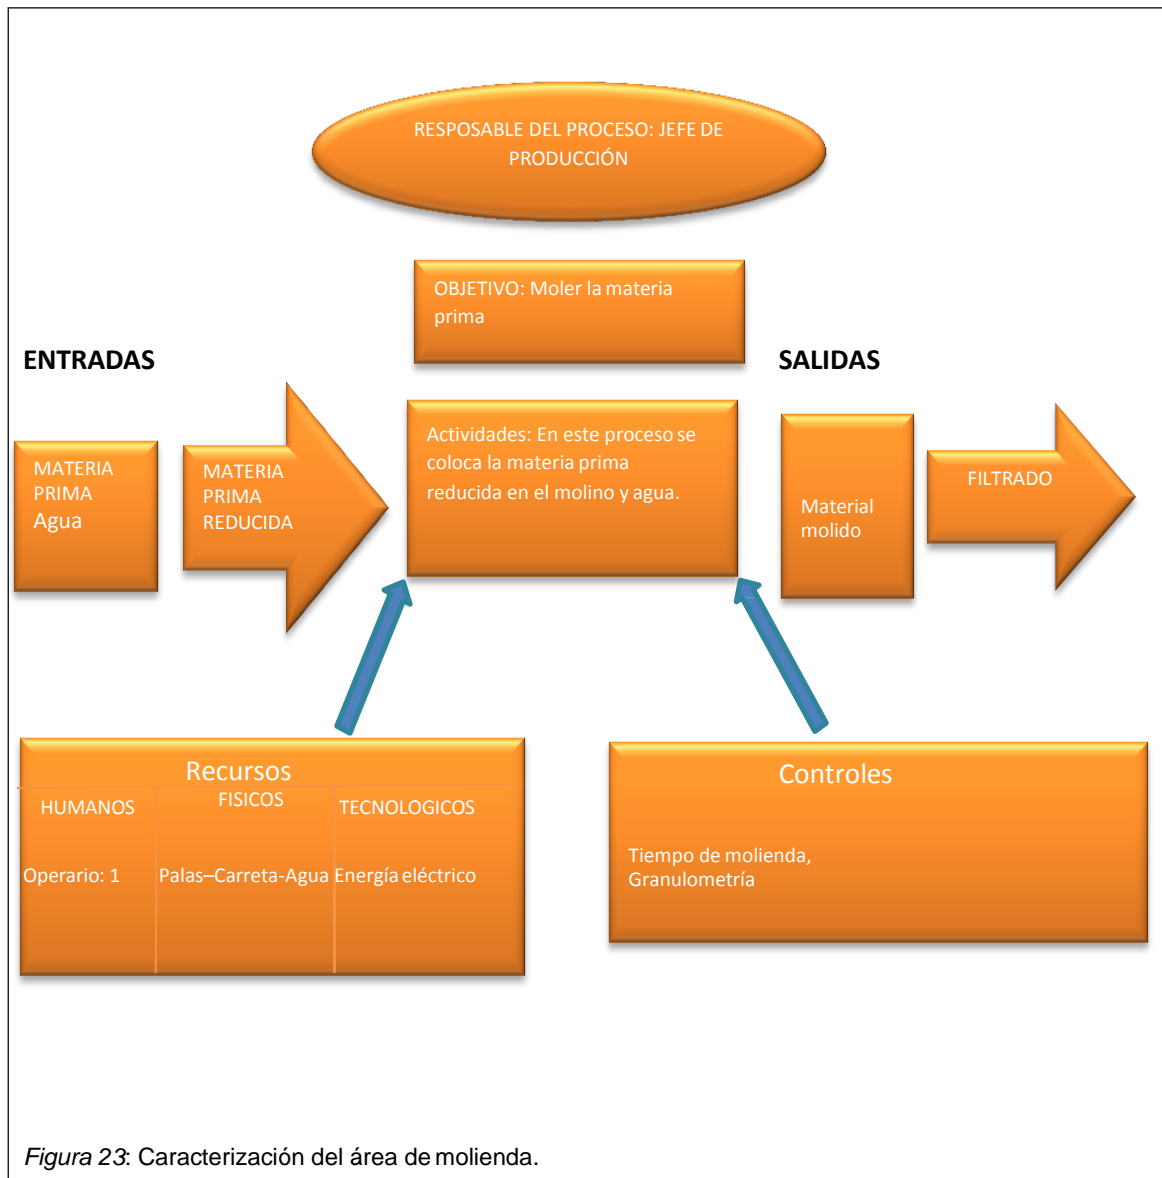 RESPOSABLE DEL PROCESO: JEFE DE
PRODUCCIÓN
OBJETIVO: Moler la materia
prima
ENTRADAS
SALIDAS
MATERIA
PRIMA
Agua
MATERIA
PRIMA
REDUCIDA
Actividades: En este proceso se
coloca la materia prima
reducida en el molino y agua.
Material
molido
FILTRADO
Recursos
HUMANOS
FISICOS
TECNOLOGICOS
Operario: 1
Palas–Carreta-Agua
Energía eléctrico
Controles
Tiempo de molienda,
Granulometría
Figura 23: Caracterización del área de molienda.